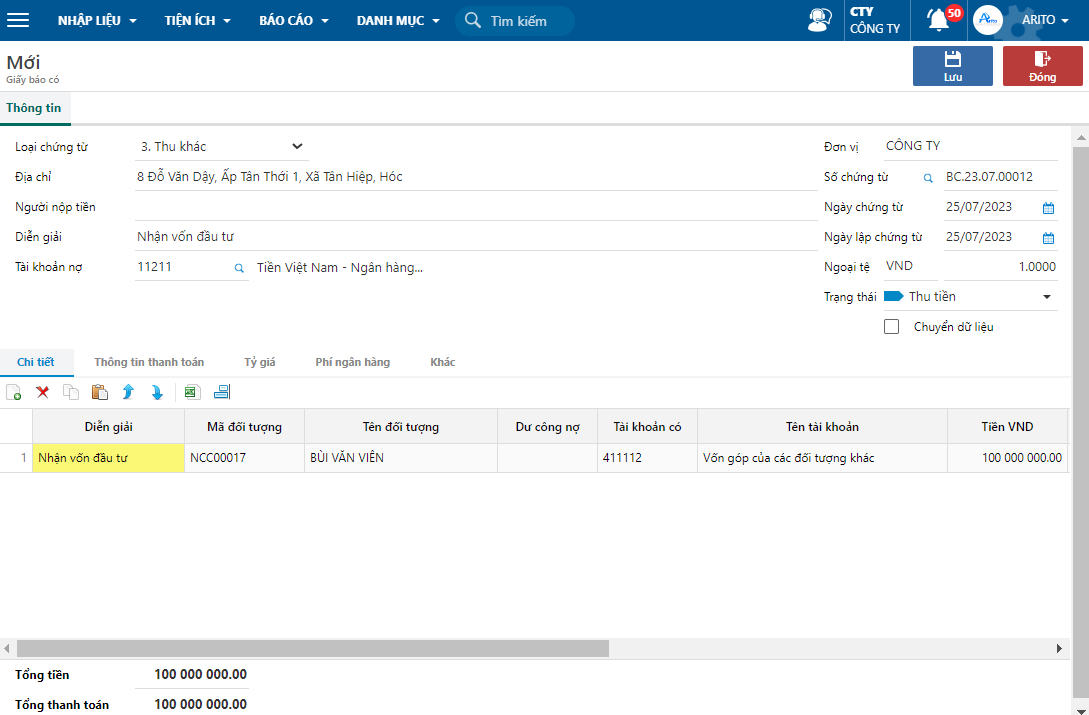 NHẬP LIỆU TIỆN ÍCH BÁO CÁO DANH MỤC Tìm kiếm CTY CÔNG TY 50 ARITO
Mới
Giấy báo có
Lưu Đóng
Thông tin
Loại chứng từ 3. Thu khác Đơn vị CÔNG TY
Địa chỉ 8 Đỗ Văn Dậy, Ấp Tân Thới 1, Xã Tân Hiệp, Hóc Số chứng từ BC.23.07.00012
Người nộp tiền Ngày chứng từ 25/07/2023
Diễn giải Nhận vốn đầu tư Ngày lập chứng từ 25/07/2023
Tài khoản nợ 11211 Tiền Việt Nam - Ngân hàng... Ngoại tệ VND 1.0000
Trạng thái Thu tiền
Chuyển dữ liệu
Chi tiết Thông tin thanh toán Tỷ giá Phí ngân hàng Khác
Diễn giải Mã đối tượng Tên đối tượng Dư công nợ Tài khoản có Tên tài khoản Tiền VND
1 Nhận vốn đầu tư NCC00017 BÙI VĂN VIÊN 411112 Vốn góp của các đối tượng khác 100 000 000.00
Tổng tiền 100 000 000.00
Tổng thanh toán 100 000 000.00